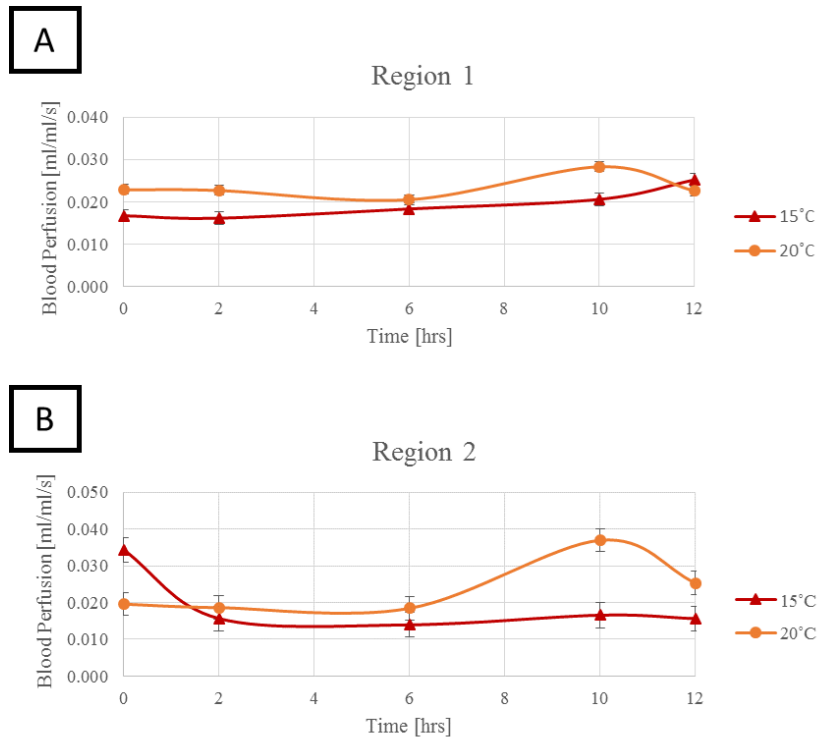 A
Region 1
Blood Perfusion [ml/ml/s]
0.040
0.030
0.020
0.010
0.000
0 2 4 6 8 10 12
Time [hrs]
15˚C
20˚C
B
Region 2
Blood Perfusion [ml/ml/s]
0.050
0.040
0.030
0.020
0.010
0.000
0 2 4 6 8 10 12
Time [hrs]
15˚C
20˚C